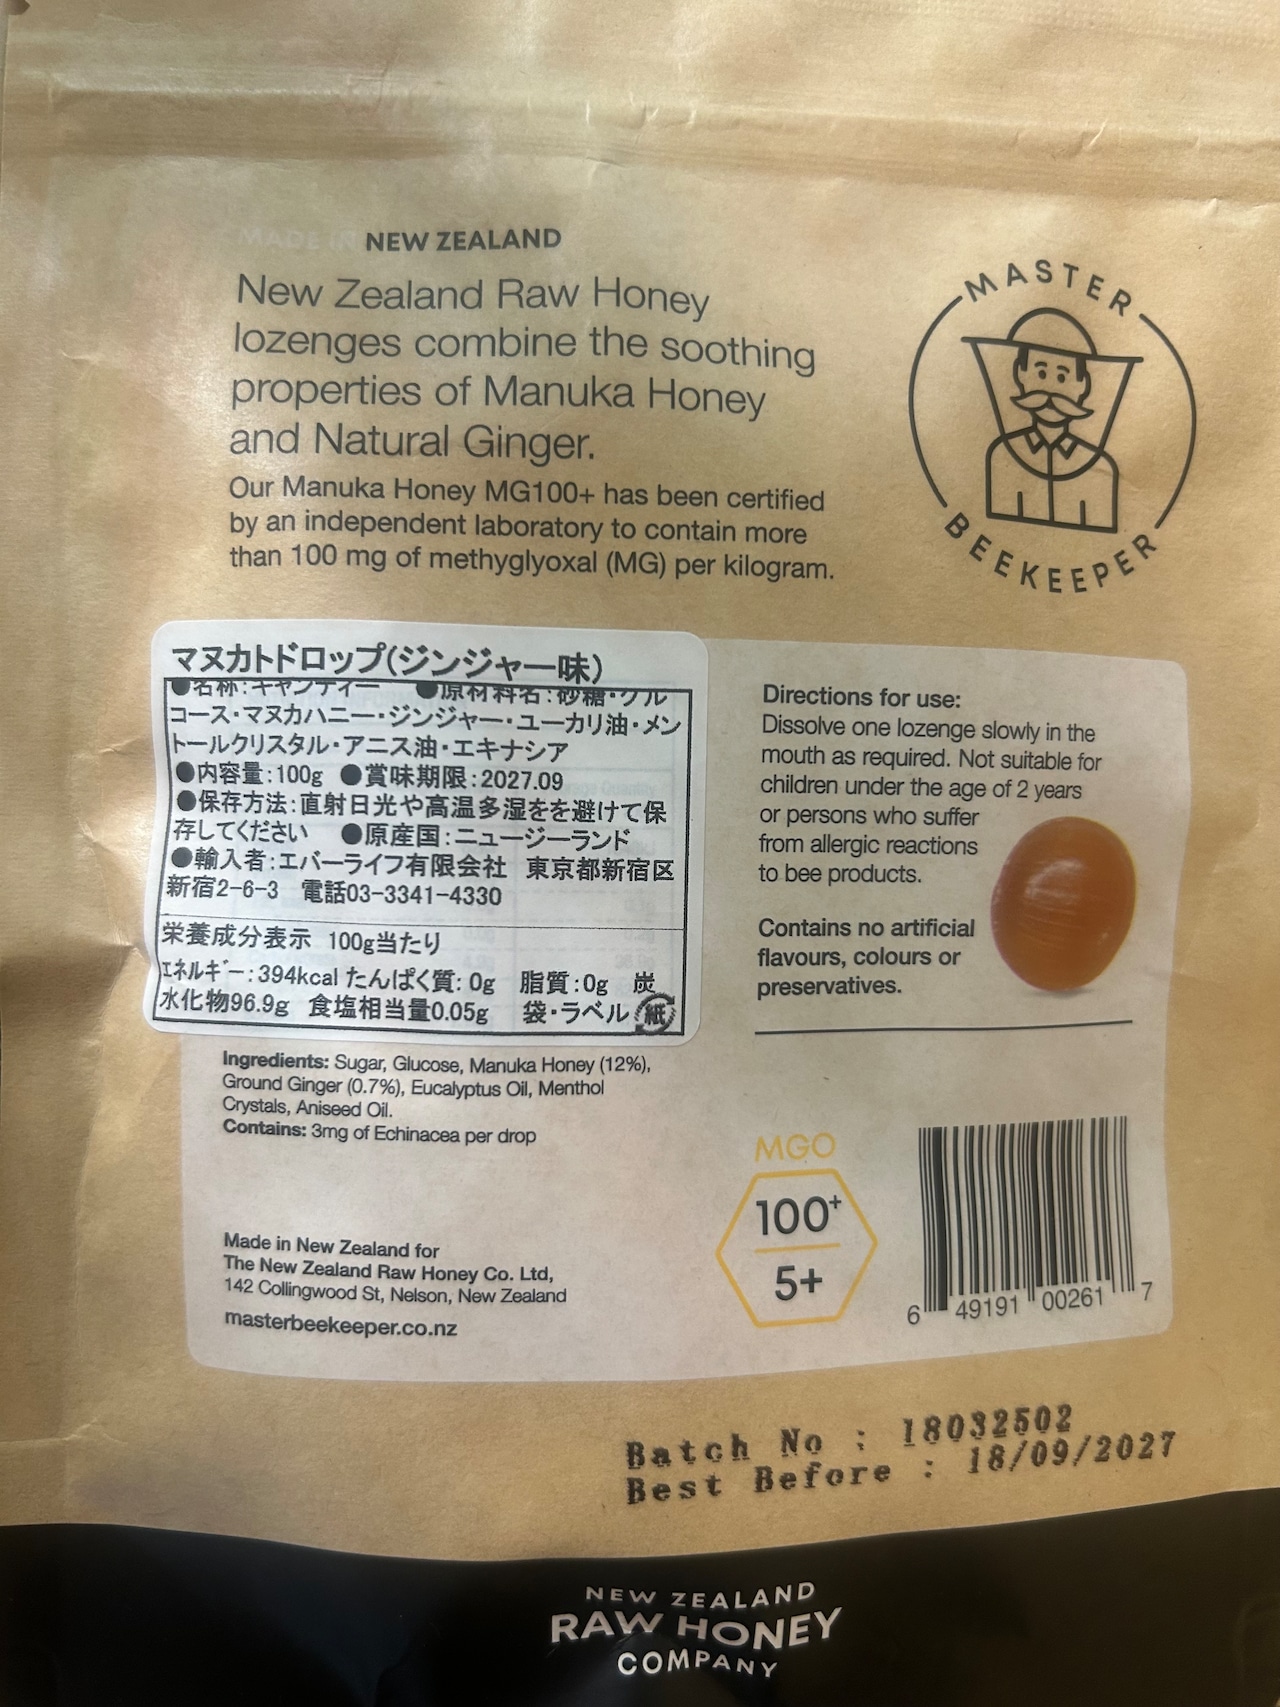 MADE IN NEW ZEALAND
New Zealand Raw Honey
lozenges combine the soothing
properties of Manuka Honey
and Natural Ginger.
Our Manuka Honey MG100+ has been certified
by an independent laboratory to contain more
than 100 mg of methyglyoxal (MG) per kilogram.
MASTER
BEEKEEPER
マヌカトドロップ(ジンジャー味)
●名称:キャンディー ●原材料名:砂糖・グル
コース・マヌカハニー・ジンジャー・ユーカリ油・メン
トールクリスタル・アニス油・エキナシア
●内容量:100g ●賞味期限:2027.09
●保存方法:直射日光や高温多湿をを避けて保
存してください ●原産国:ニュージーランド
●輸入者:エバーライフ有限会社 東京都新宿区
新宿2-6-3 電話03-3341-4330
栄養成分表示 100g当たり
エネルギー:394kcal たんぱく質:0g 脂質:0g 炭
水化物96.9g 食塩相当量0.05g 袋・ラベル 紙
Directions for use:
Dissolve one lozenge slowly in the
mouth as required. Not suitable for
children under the age of 2 years
or persons who suffer
from allergic reactions
to bee products.
Contains no artificial
flavours, colours or
preservatives.
Ingredients: Sugar, Glucose, Manuka Honey (12%),
Ground Ginger (0.7%), Eucalyptus Oil, Menthol
Crystals, Aniseed Oil.
Contains: 3mg of Echinacea per drop
Made in New Zealand for
The New Zealand Raw Honey Co. Ltd,
142 Collingwood St, Nelson, New Zealand
masterbeekeeper.co.nz
MGO
100+
5+
6 49191 00261 7
Batch No : 18032502
Best Before : 18/09/2027
NEW ZEALAND
RAW HONEY
COMPANY